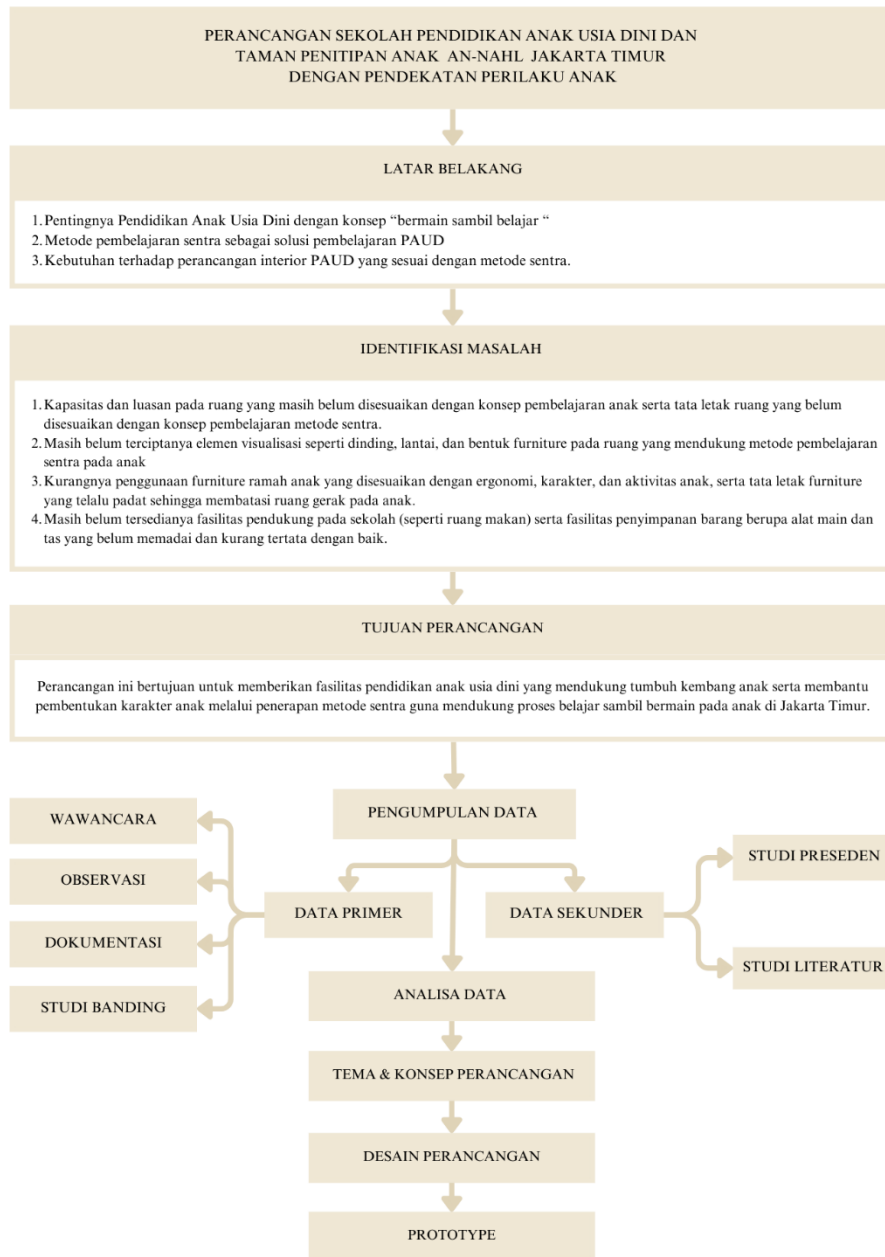 PERANCANGAN SEKOLAH PENDIDIKAN ANAK USIA DINI DAN
TAMAN PENITIPAN ANAK AN-NAHL JAKARTA TIMUR
DENGAN PENDEKATAN PERILAKU ANAK
LATAR BELAKANG
1. Pentingnya Pendidikan Anak Usia Dini dengan konsep “bermain sambil belajar “
2. Metode pembelajaran sentra sebagai solusi pembelajaran PAUD
3. Kebutuhan terhadap perancangan interior PAUD yang sesuai dengan metode sentra.
IDENTIFIKASI MASALAH
1. Kapasitas dan luasan pada ruang yang masih belum disesuaikan dengan konsep pembelajaran anak serta tata letak ruang yang belum
disesuaikan dengan konsep pembelajaran metode sentra.
2. Masih belum terciptanya elemen visualisasi seperti dinding, lantai, dan bentuk furniture pada ruang yang mendukung metode pembelajaran
sentra pada anak
3. Kurangnya penggunaan furniture ramah anak yang disesuaikan dengan ergonomi, karakter, dan aktivitas anak, serta tata letak furniture
yang telalu padat sehingga membatasi ruang gerak pada anak.
4. Masih belum tersedianya fasilitas pendukung pada sekolah (seperti ruang makan) serta fasilitas penyimpanan barang berupa alat main dan
tas yang belum memadai dan kurang tertata dengan baik.
TUJUAN PERANCANGAN
Perancangan ini bertujuan untuk memberikan fasilitas pendidikan anak usia dini yang mendukung tumbuh kembang anak serta membantu
pembentukan karakter anak melalui penerapan metode sentra guna mendukung proses belajar sambil bermain pada anak di Jakarta Timur.
PENGUMPULAN DATA
WAWANCARA
OBSERVASI
DOKUMENTASI
STUDI BANDING
DATA PRIMER
DATA SEKUNDER
STUDI PRESEDEN
STUDI LITERATUR
ANALISA DATA
TEMA & KONSEP PERANCANGAN
DESAIN PERANCANGAN
PROTOTYPE